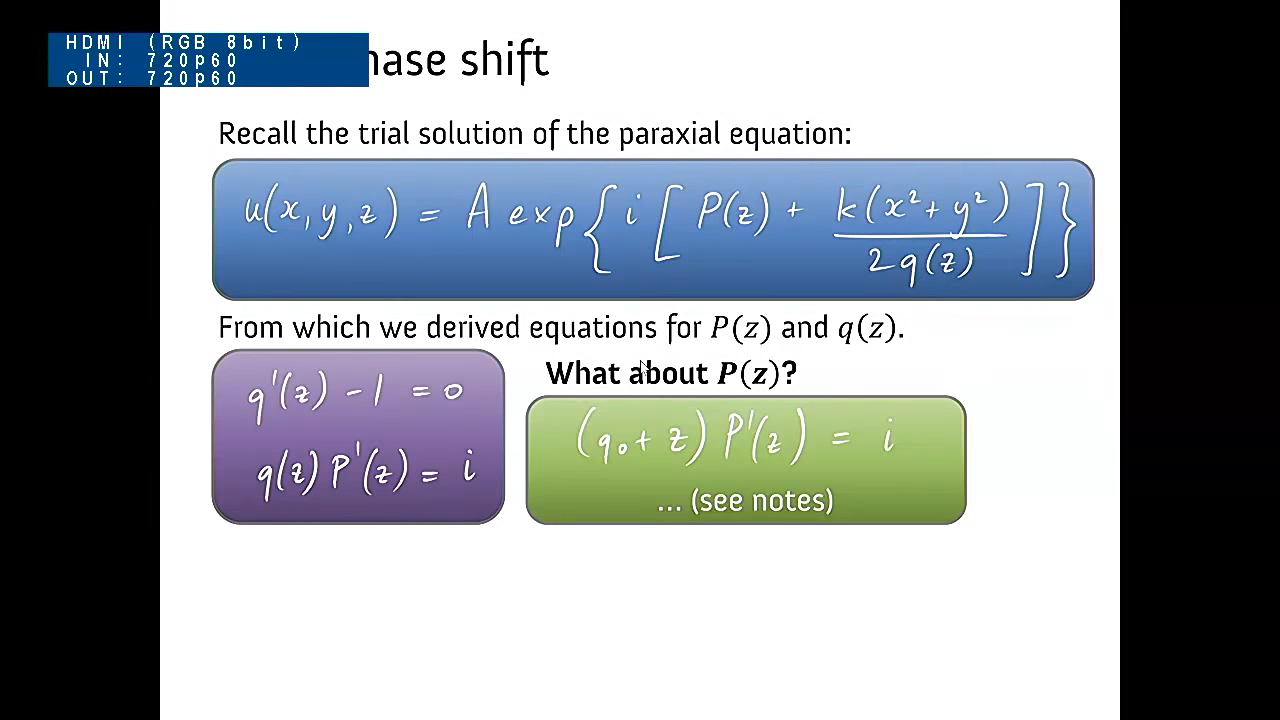 HDMI (RGB 8bit)
IN: 720p60
OUT: 720p60
hase shift
Recall the trial solution of the paraxial equation:
u(x, y, z) = A exp{ i [ P(z) + k(x² + y²) / 2q(z) ] }
From which we derived equations for P(z) and q(z).
q'(z) - 1 = 0
q(z) P'(z) = i
What about P(z)?
(q₀ + z) P'(z) = i
... (see notes)